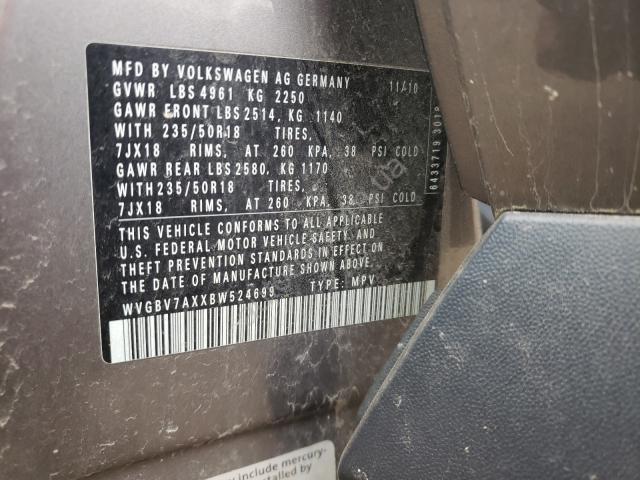 MFD BY VOLKSWAGEN AG GERMANY 11/10
GVWR LBS 4961 KG 2250
GAWR FRONT LBS 2514, KG 1140
WITH 235/50R18 TIRES,
7JX18 RIMS, AT 260 KPA, 38 PSI COLD
GAWR REAR LBS 2580, KG 1170
WITH 235/50R18 TIRES,
7JX18 RIMS, AT 260 KPA, 38 PSI COLD
THIS VEHICLE CONFORMS TO ALL APPLICABLE
U.S. FEDERAL MOTOR VEHICLE SAFETY, AND
THEFT PREVENTION STANDARDS IN EFFECT ON
THE DATE OF MANUFACTURE SHOWN ABOVE.
WVGBV7AXXBW524699 TYPE: MPV
6433719 3018
include mercury-
installed by